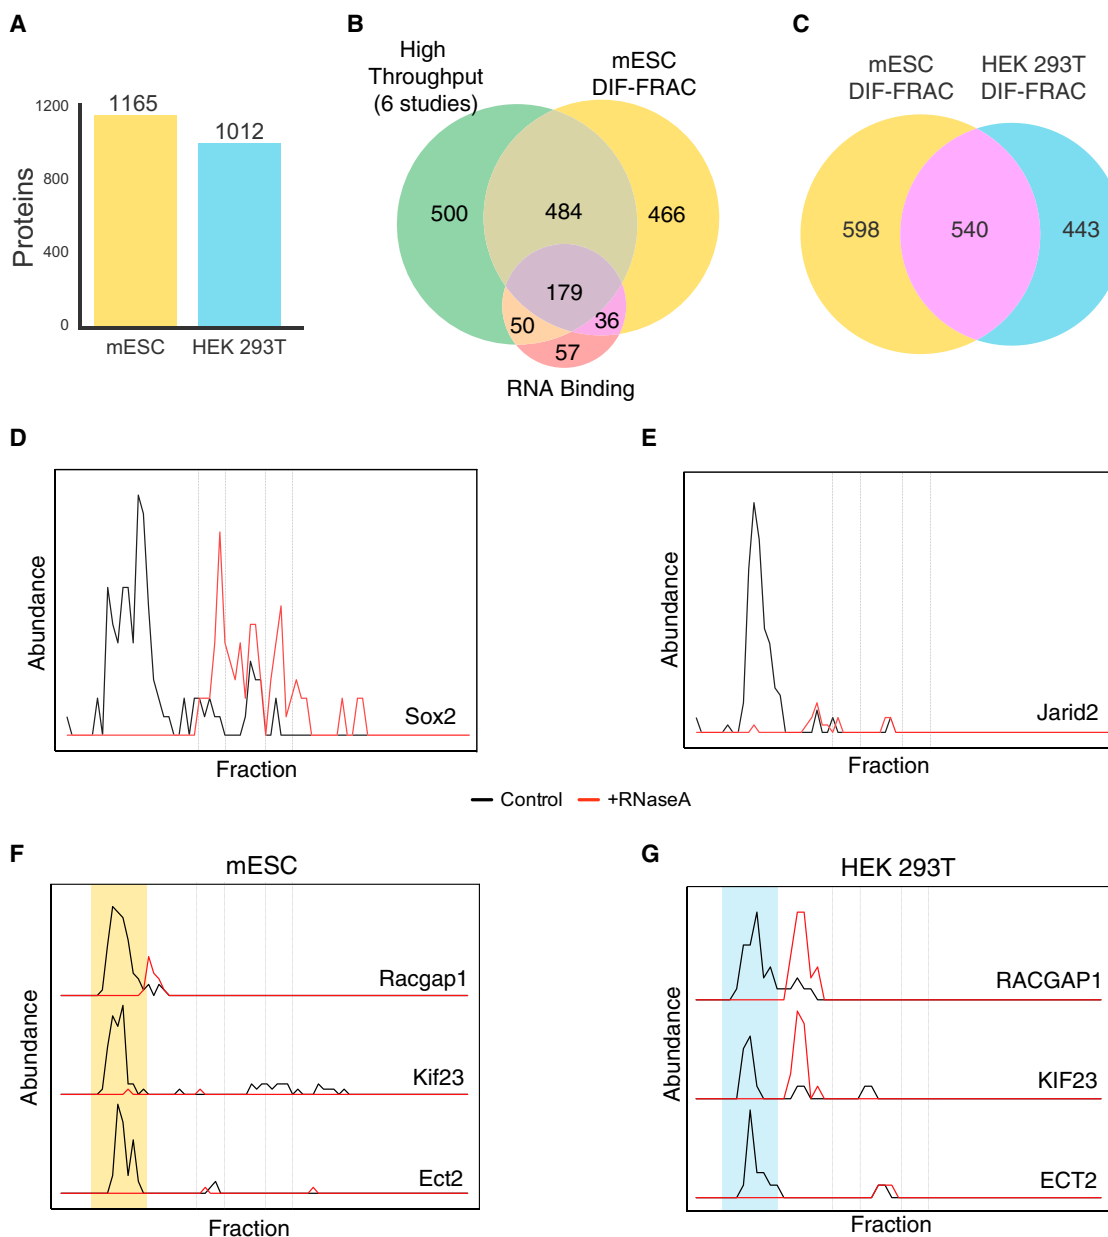 A
1200
800
400
0
Proteins
1165
1012
mESC
HEK 293T
B
High
Throughput
(6 studies)
mESC
DIF-FRAC
500
484
466
179
50
36
57
RNA Binding
C
mESC
DIF-FRAC
HEK 293T
DIF-FRAC
598
540
443
D
Abundance
Sox2
Fraction
E
Abundance
Jarid2
Fraction
Control
+RNaseA
F
mESC
Abundance
Racgap1
Kif23
Ect2
Fraction
G
HEK 293T
Abundance
RACGAP1
KIF23
ECT2
Fraction